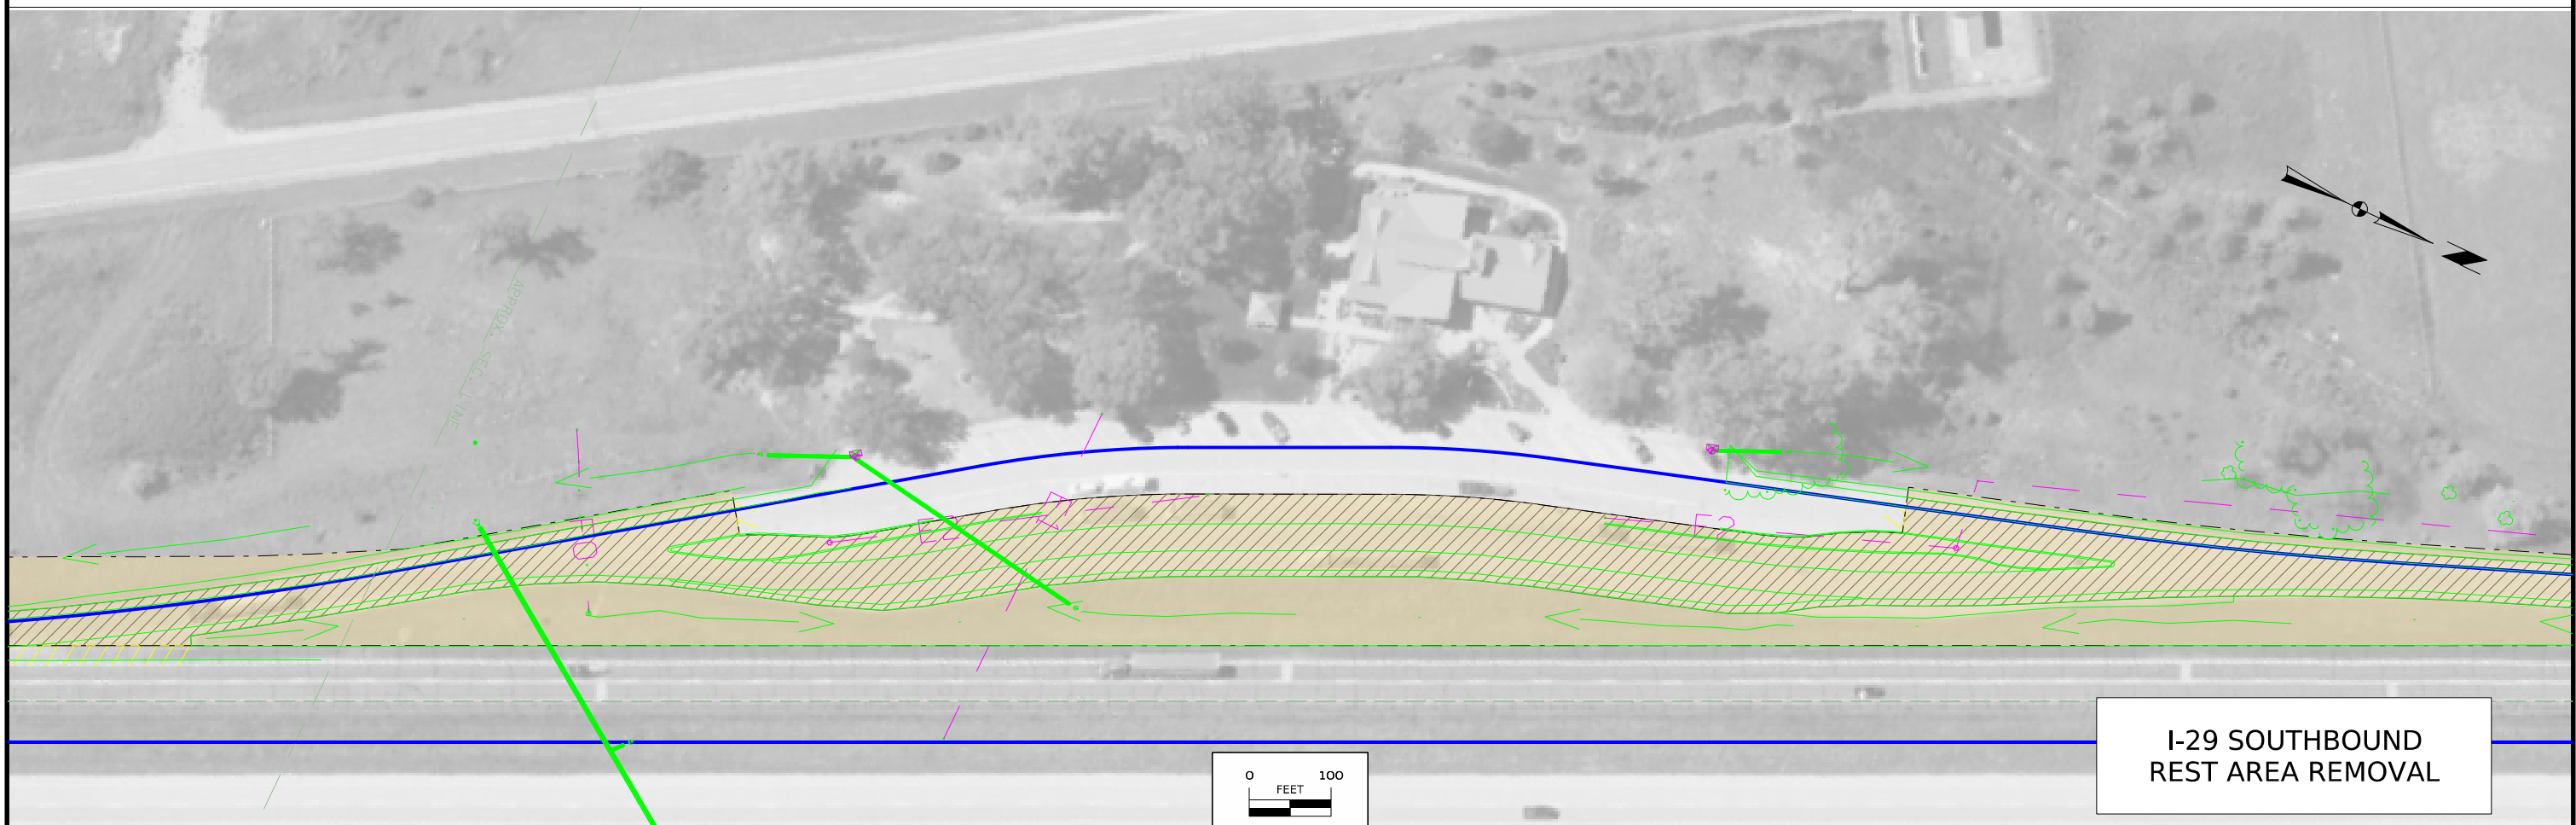 APPROX. SEC. LINE
0 100
FEET
I-29 SOUTHBOUND
REST AREA REMOVAL